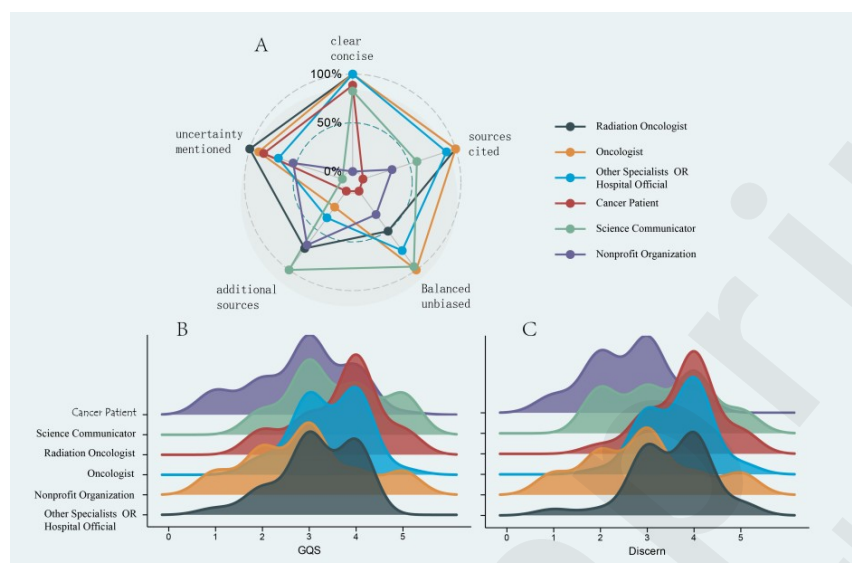 A
clear
concise
100%
50%
0%
uncertainty
mentioned
sources
cited
additional
sources
Balanced
unbiased
Radiation Oncologist
Oncologist
Other Specialists OR
Hospital Official
Cancer Patient
Science Communicator
Nonprofit Organization
B
Cancer Patient
Science Communicator
Radiation Oncologist
Oncologist
Nonprofit Organization
Other Specialists OR
Hospital Official
0 1 2 3 4 5
GQS
C
0 1 2 3 4 5
Discern